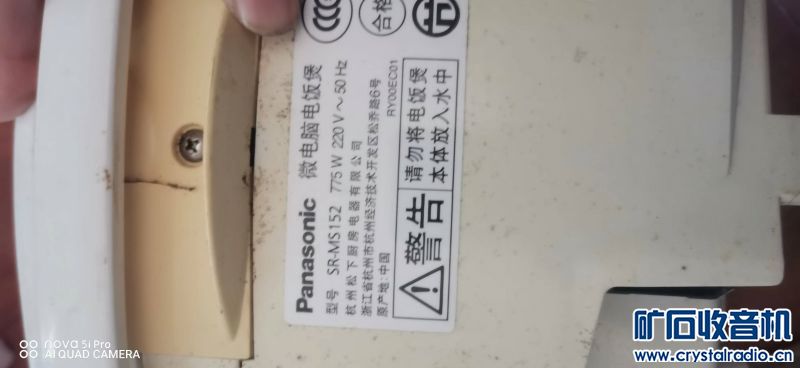 合格
Panasonic 微电脑电饭煲
型号 SR-MS152 775W 220V～50Hz
杭州松下厨房电器有限公司
浙江省杭州市杭州经济技术开发区松乔路6号
原产地:中国
RY00EC01
警告
请勿将电饭煲
本体放入水中
nova 5i Pro
AI QUAD CAMERA
矿石收音机
www.crystalradio.cn